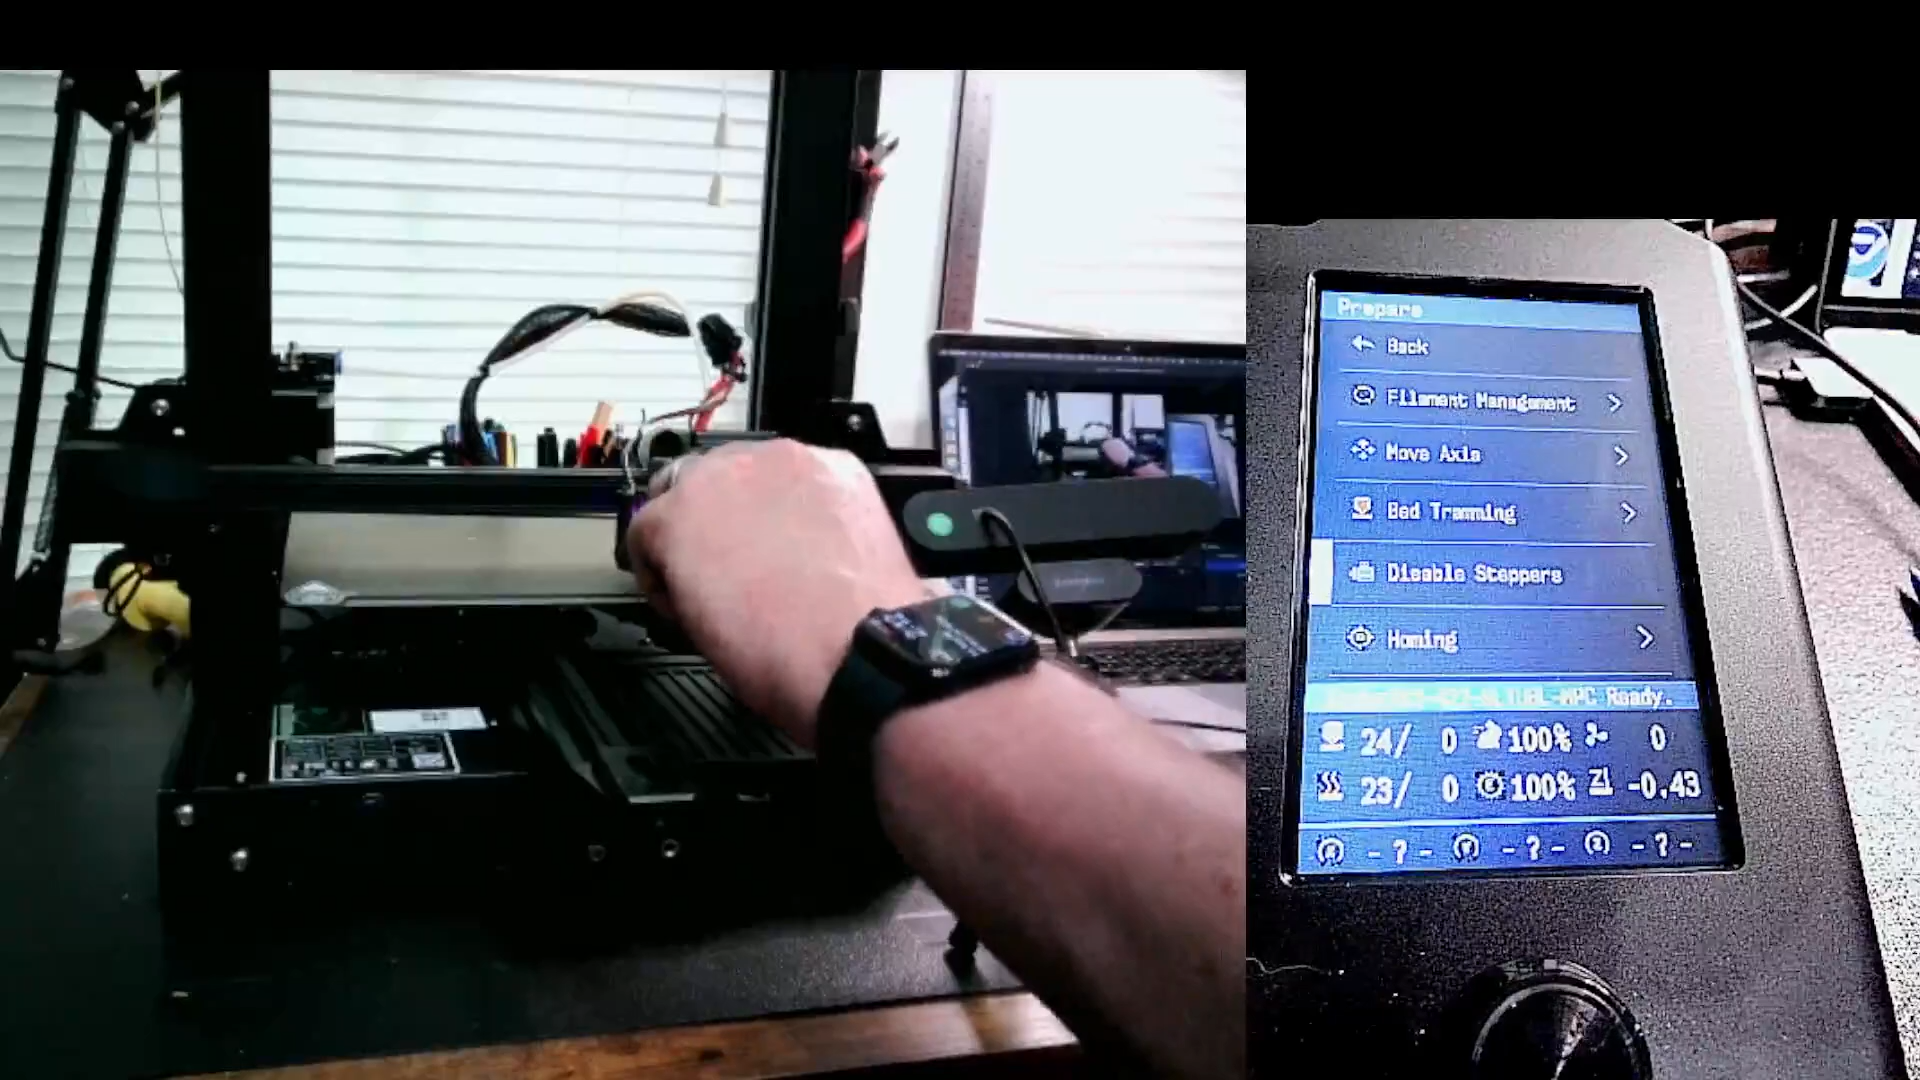 Prepare
Back
Filament Management
Move Axis
Bed Tramming
Disable Steppers
Homing
Ready.
24/ 0 100% 0
23/ 0 100% -0.43
-?- -?- -?-